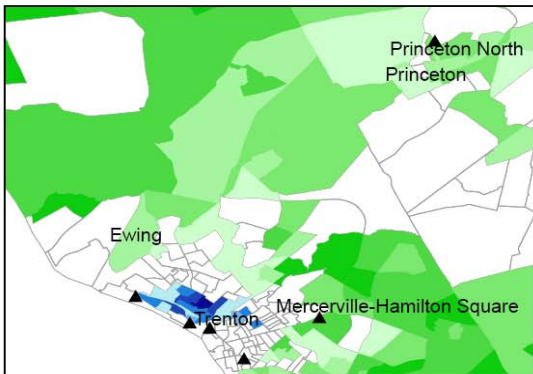 Princeton North
Princeton
Ewing
Mercerville-Hamilton Square
Trenton